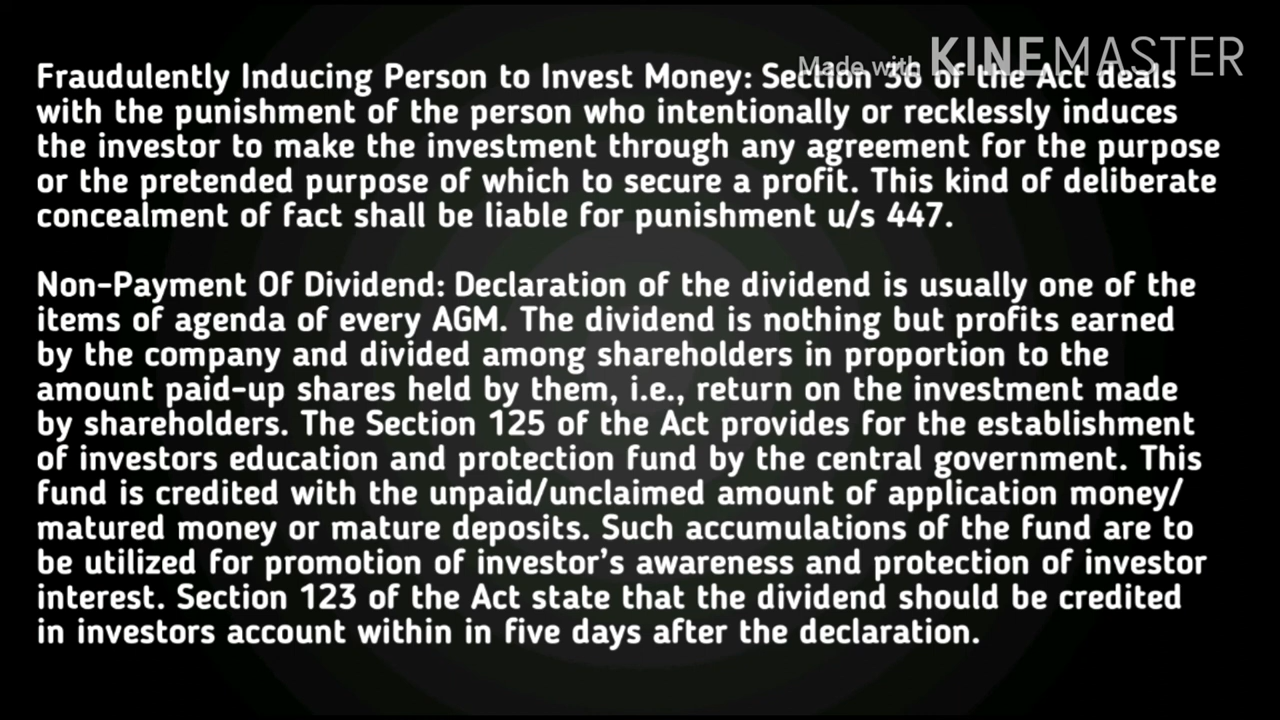 Made with KINEMASTER
Fraudulently Inducing Person to Invest Money: Section 36 of the Act deals
with the punishment of the person who intentionally or recklessly induces
the investor to make the investment through any agreement for the purpose
or the pretended purpose of which to secure a profit. This kind of deliberate
concealment of fact shall be liable for punishment u/s 447.
Non-Payment Of Dividend: Declaration of the dividend is usually one of the
items of agenda of every AGM. The dividend is nothing but profits earned
by the company and divided among shareholders in proportion to the
amount paid-up shares held by them, i.e., return on the investment made
by shareholders. The Section 125 of the Act provides for the establishment
of investors education and protection fund by the central government. This
fund is credited with the unpaid/unclaimed amount of application money/
matured money or mature deposits. Such accumulations of the fund are to
be utilized for promotion of investor's awareness and protection of investor
interest. Section 123 of the Act state that the dividend should be credited
in investors account within in five days after the declaration.